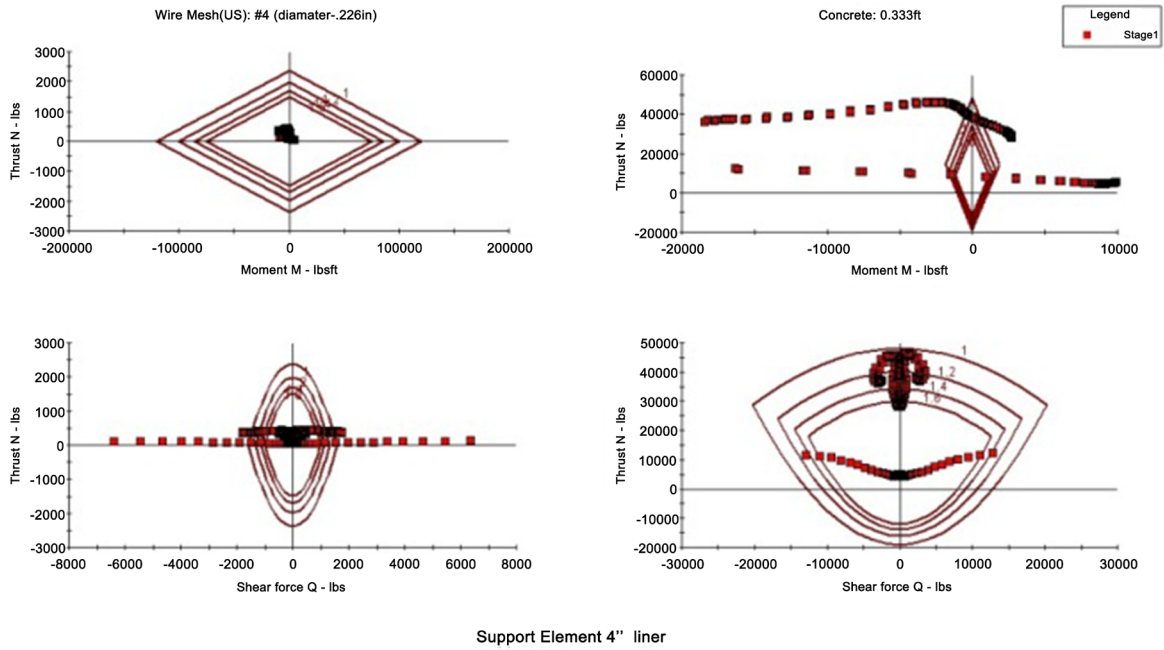 Wire Mesh(US): #4 (diamater-.226in)
Concrete: 0.333ft
Legend
Stage1
Thrust N - lbs
3000
2000
1000
0
-1000
-2000
-3000
1
-200000 -100000 0 100000 200000
Moment M - lbsft
Thrust N - lbs
60000
40000
20000
0
-20000
-20000 -10000 0 10000
Moment M - lbsft
Thrust N - lbs
3000
2000
1000
0
-1000
-2000
-3000
-8000 -6000 -4000 -2000 0 2000 4000 6000 8000
Shear force Q - lbs
Thrust N - lbs
50000
40000
30000
20000
10000
0
-10000
-20000
1
1.2
1.4
1.6
-30000 -20000 -10000 0 10000 20000 30000
Shear force Q - lbs
Support Element 4’’ liner